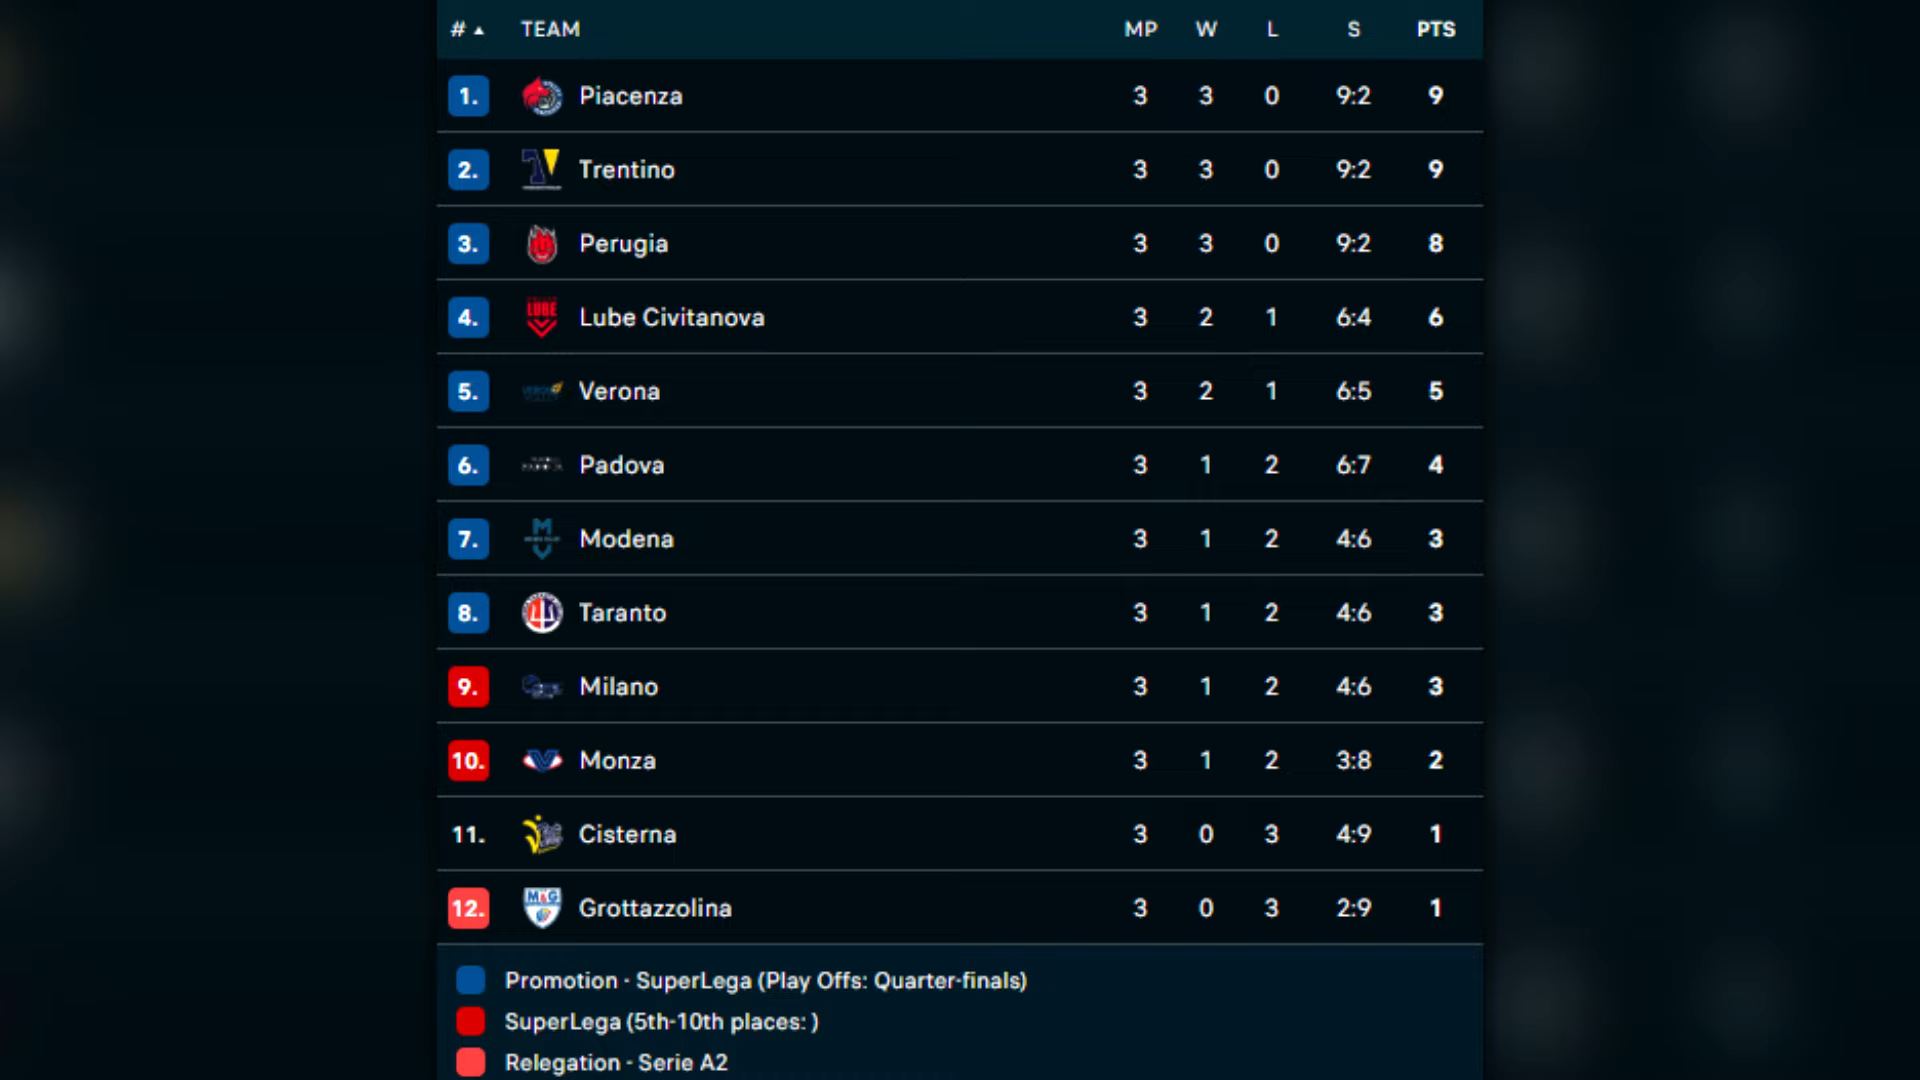 # ▲ TEAM MP W L S PTS
1. Piacenza 3 3 0 9:2 9
2. Trentino 3 3 0 9:2 9
3. Perugia 3 3 0 9:2 8
4. LUBE Lube Civitanova 3 2 1 6:4 6
5. Verona 3 2 1 6:5 5
6. Padova 3 1 2 6:7 4
7. Modena 3 1 2 4:6 3
8. Taranto 3 1 2 4:6 3
9. Milano 3 1 2 4:6 3
10. Monza 3 1 2 3:8 2
11. Cisterna 3 0 3 4:9 1
12. M&G Grottazzolina 3 0 3 2:9 1
Promotion - SuperLega (Play Offs: Quarter-finals)
SuperLega (5th-10th places: )
Relegation - Serie A2